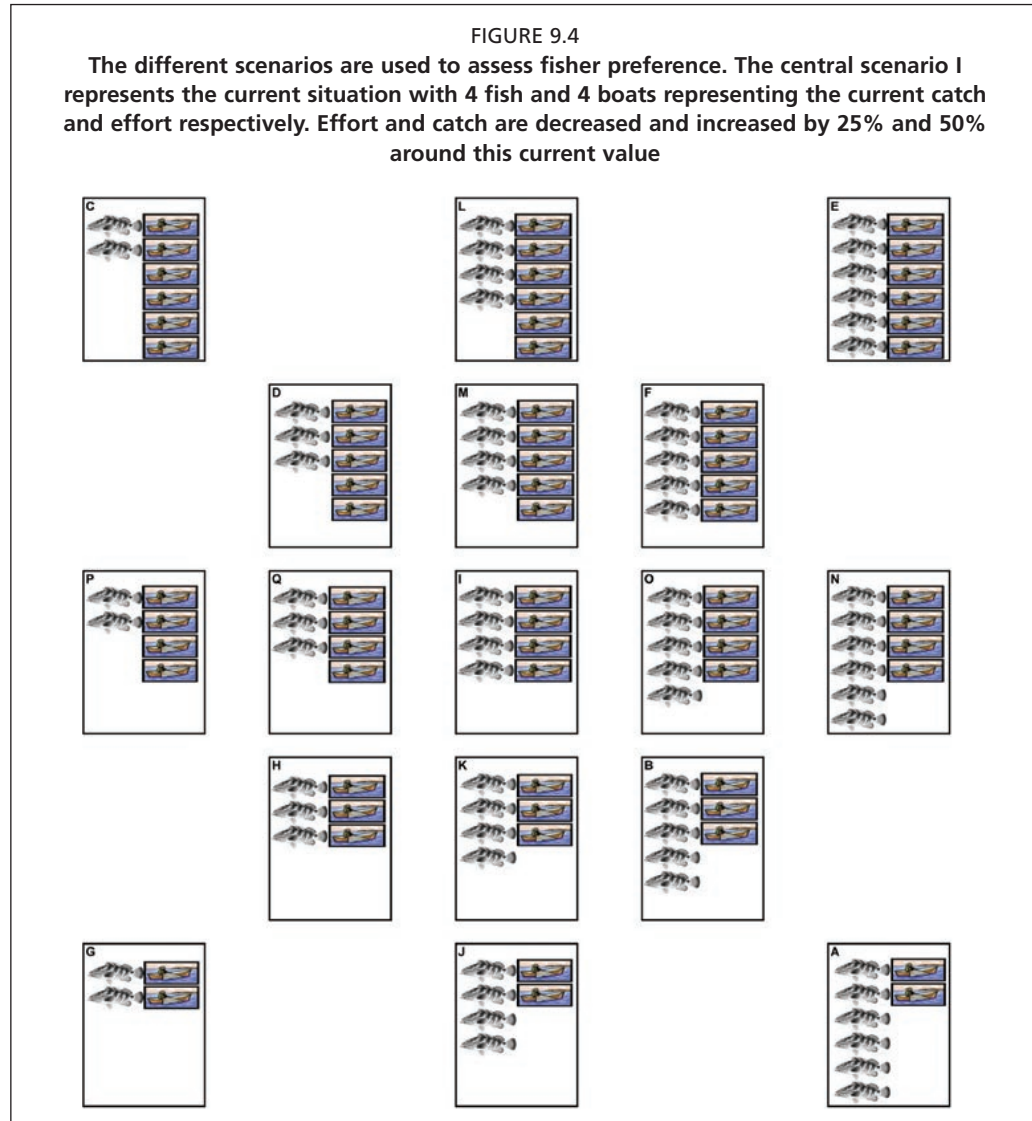 FIGURE 9.4
The different scenarios are used to assess fisher preference. The central scenario I
represents the current situation with 4 fish and 4 boats representing the current catch
and effort respectively. Effort and catch are decreased and increased by 25% and 50%
around this current value
C L E
D M F
P Q I O N
H K B
G J A